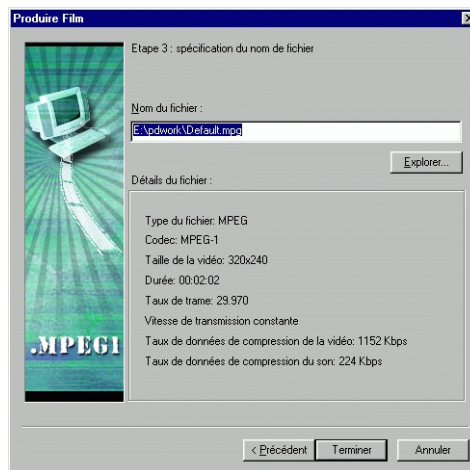 Produire Film
Etape 3 : spécification du nom de fichier
Nom du fichier :
E:\pdwork\Default.mpg
Explorer...
Détails du fichier :
Type du fichier: MPEG
Codec: MPEG-1
Taille de la vidéo: 320x240
Durée: 00:02:02
Taux de trame: 29.970
Vitesse de transmission constante
Taux de données de compression de la vidéo: 1152 Kbps
Taux de données de compression du son: 224 Kbps
.MPEG1
< Précédent
Terminer
Annuler